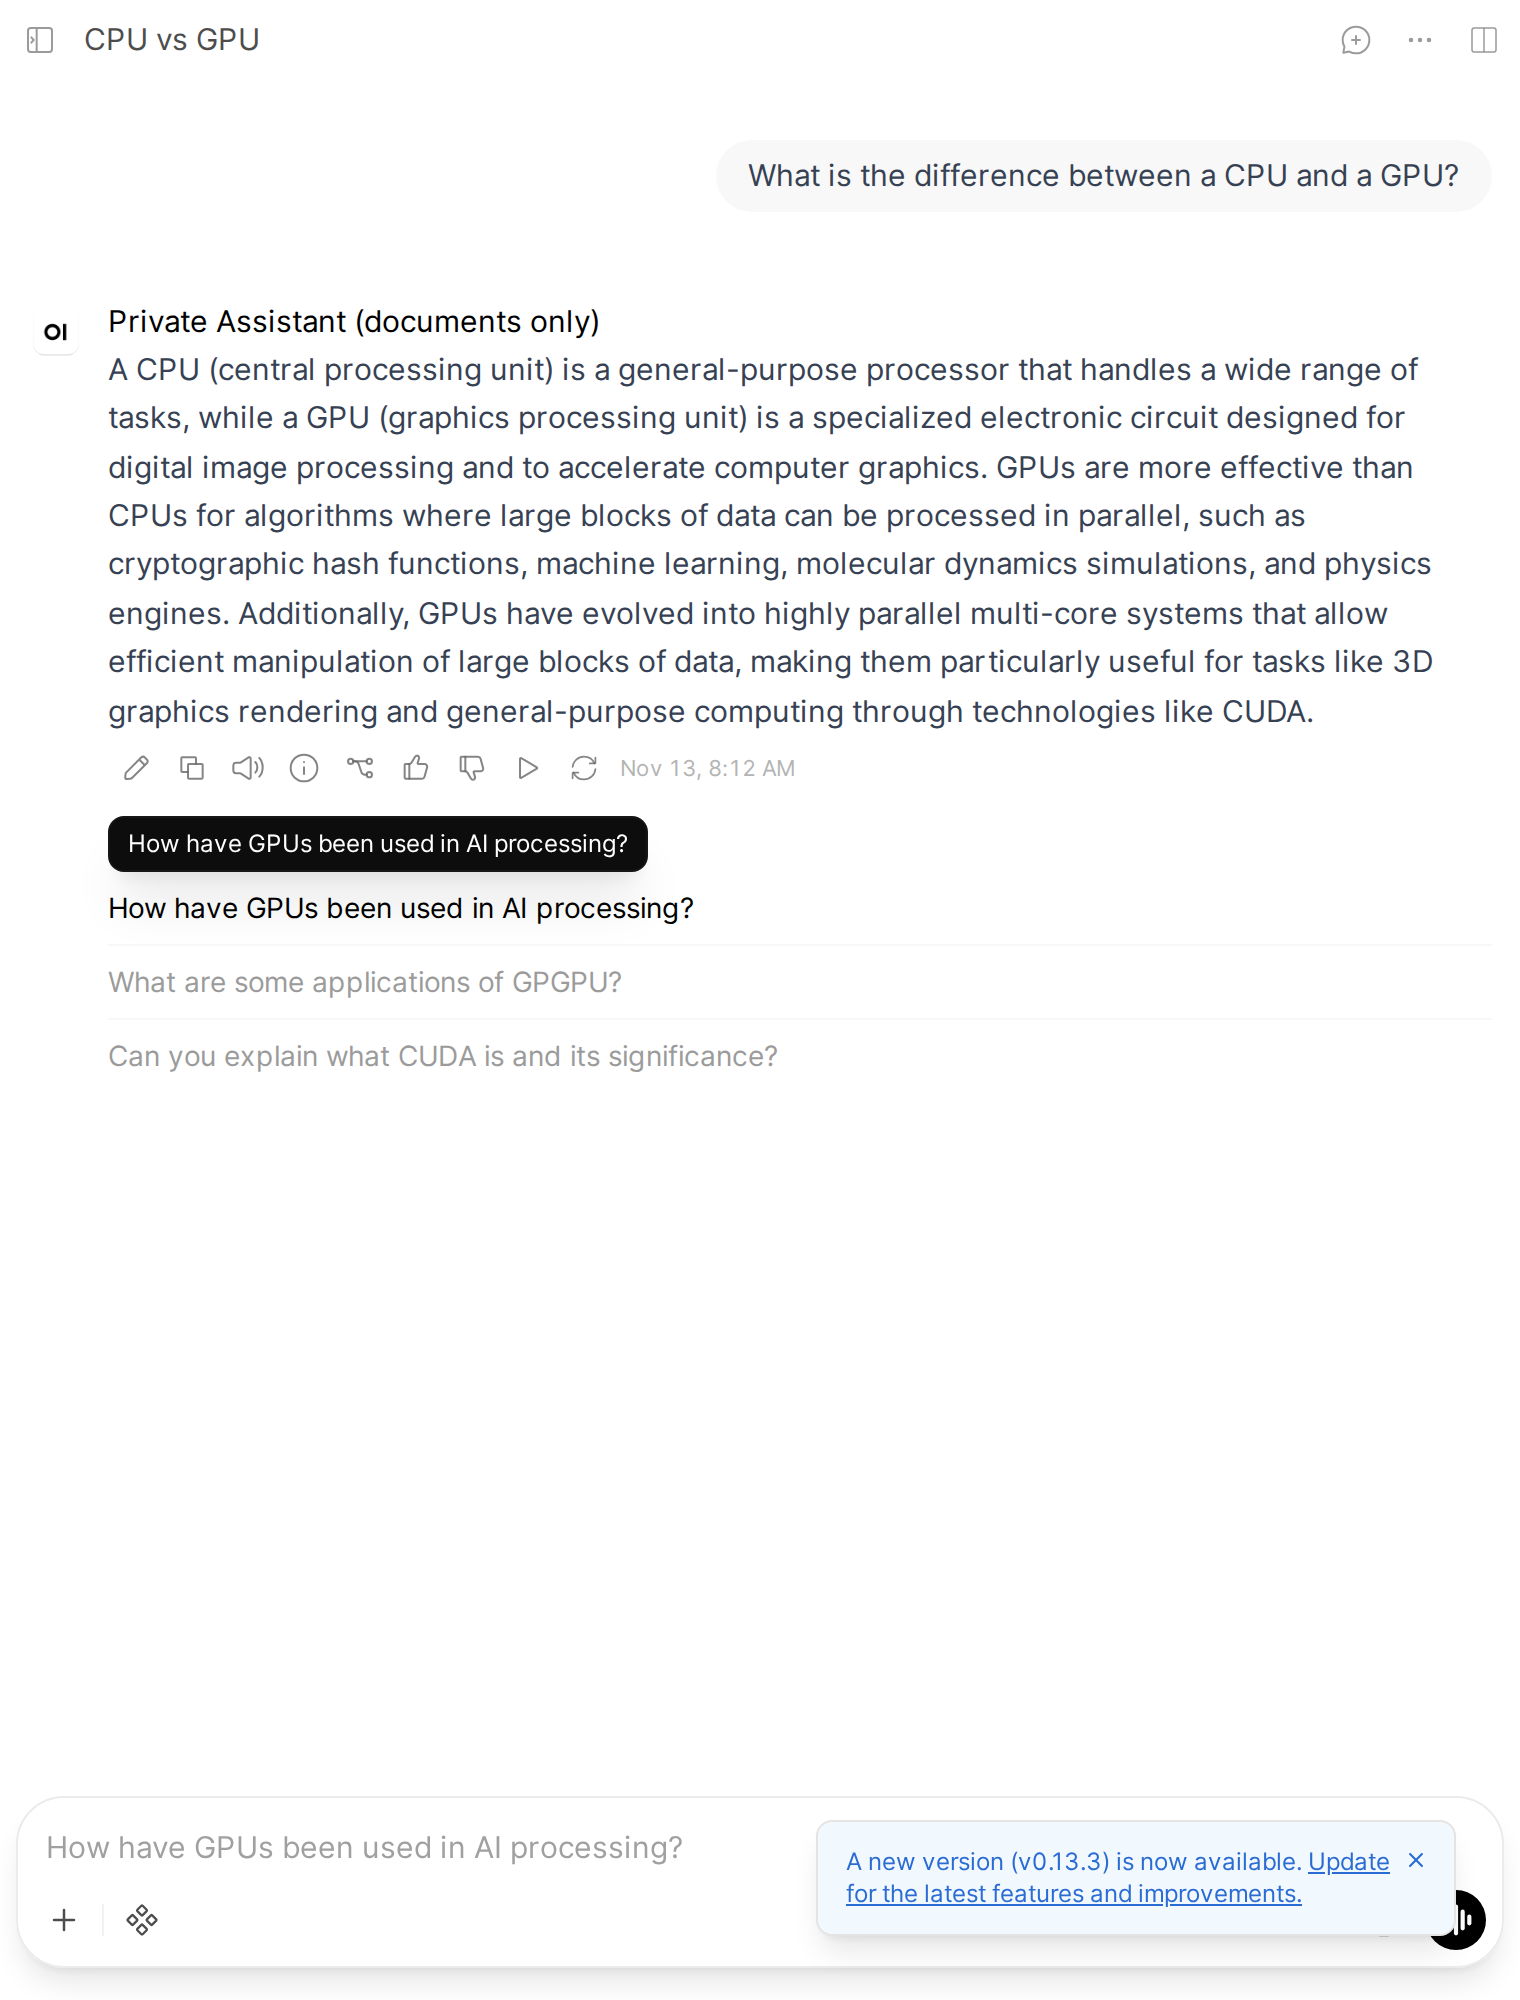 CPU vs GPU
What is the difference between a CPU and a GPU?
OI
Private Assistant (documents only)
A CPU (central processing unit) is a general-purpose processor that handles a wide range of
tasks, while a GPU (graphics processing unit) is a specialized electronic circuit designed for
digital image processing and to accelerate computer graphics. GPUs are more effective than
CPUs for algorithms where large blocks of data can be processed in parallel, such as
cryptographic hash functions, machine learning, molecular dynamics simulations, and physics
engines. Additionally, GPUs have evolved into highly parallel multi-core systems that allow
efficient manipulation of large blocks of data, making them particularly useful for tasks like 3D
graphics rendering and general-purpose computing through technologies like CUDA.
Nov 13, 8:12 AM
How have GPUs been used in AI processing?
How have GPUs been used in AI processing?
What are some applications of GPGPU?
Can you explain what CUDA is and its significance?
How have GPUs been used in AI processing?
A new version (v0.13.3) is now available. Update
for the latest features and improvements.